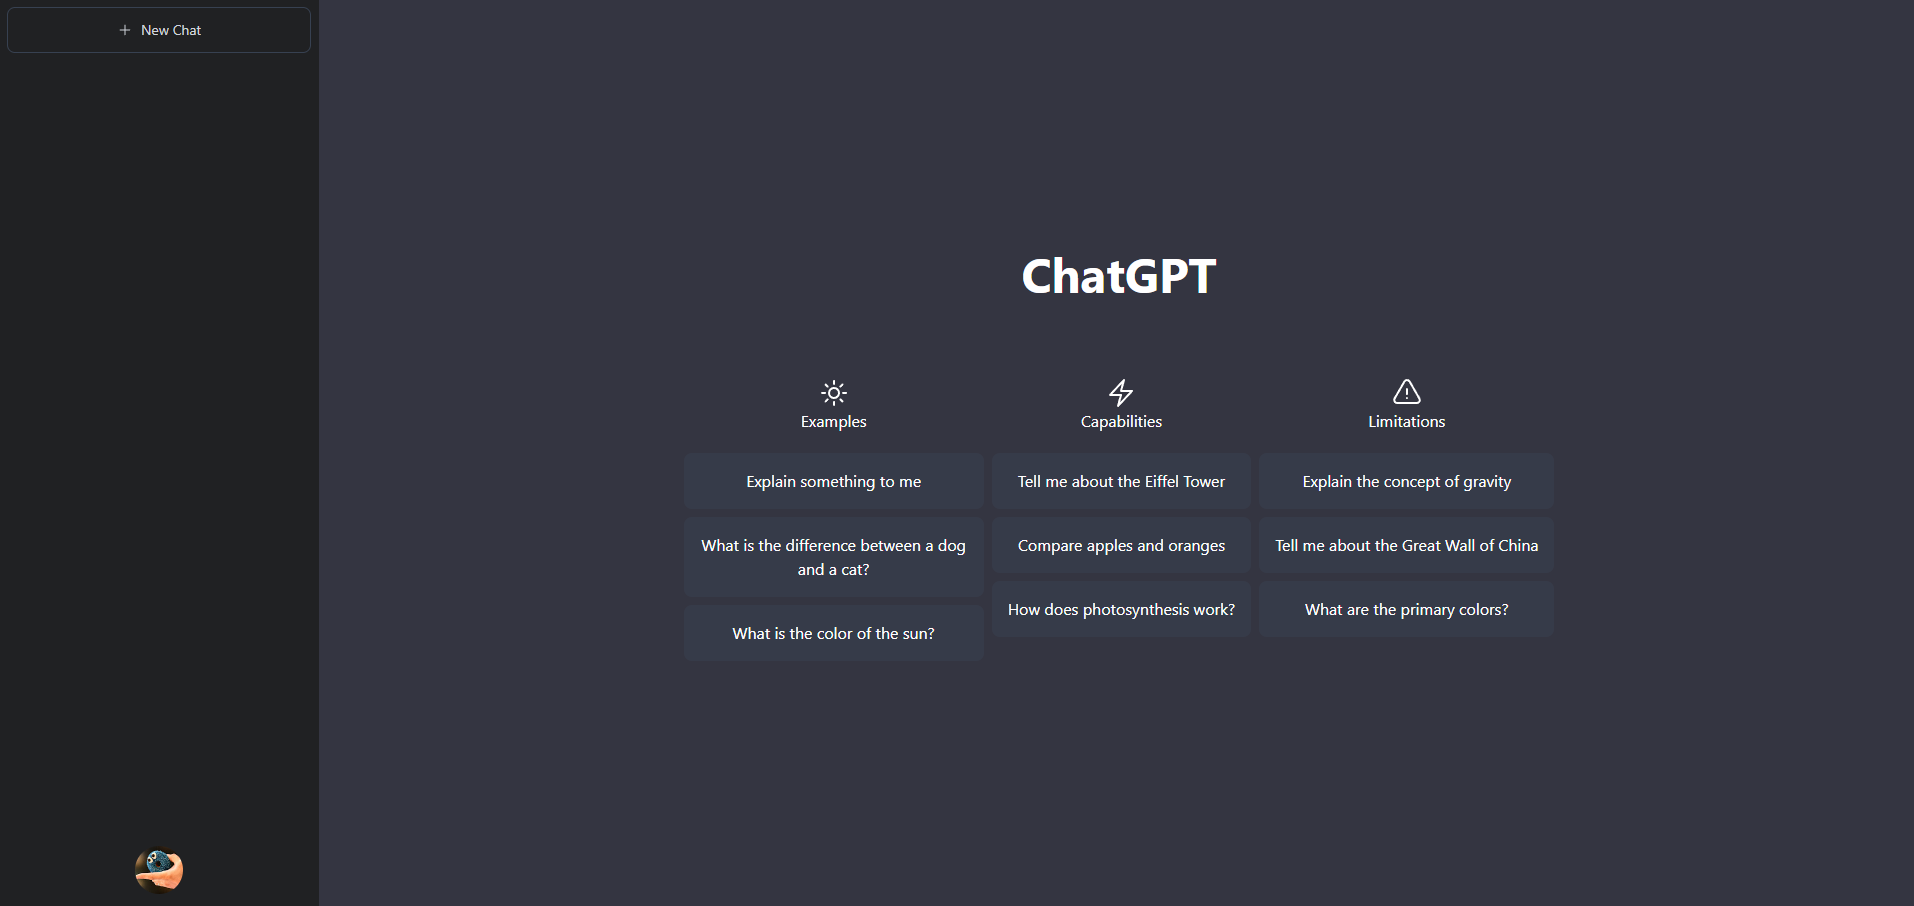 New Chat
ChatGPT
Examples
Explain something to me
What is the difference between a dog
and a cat?
What is the color of the sun?
Capabilities
Tell me about the Eiffel Tower
Compare apples and oranges
How does photosynthesis work?
Limitations
Explain the concept of gravity
Tell me about the Great Wall of China
What are the primary colors?